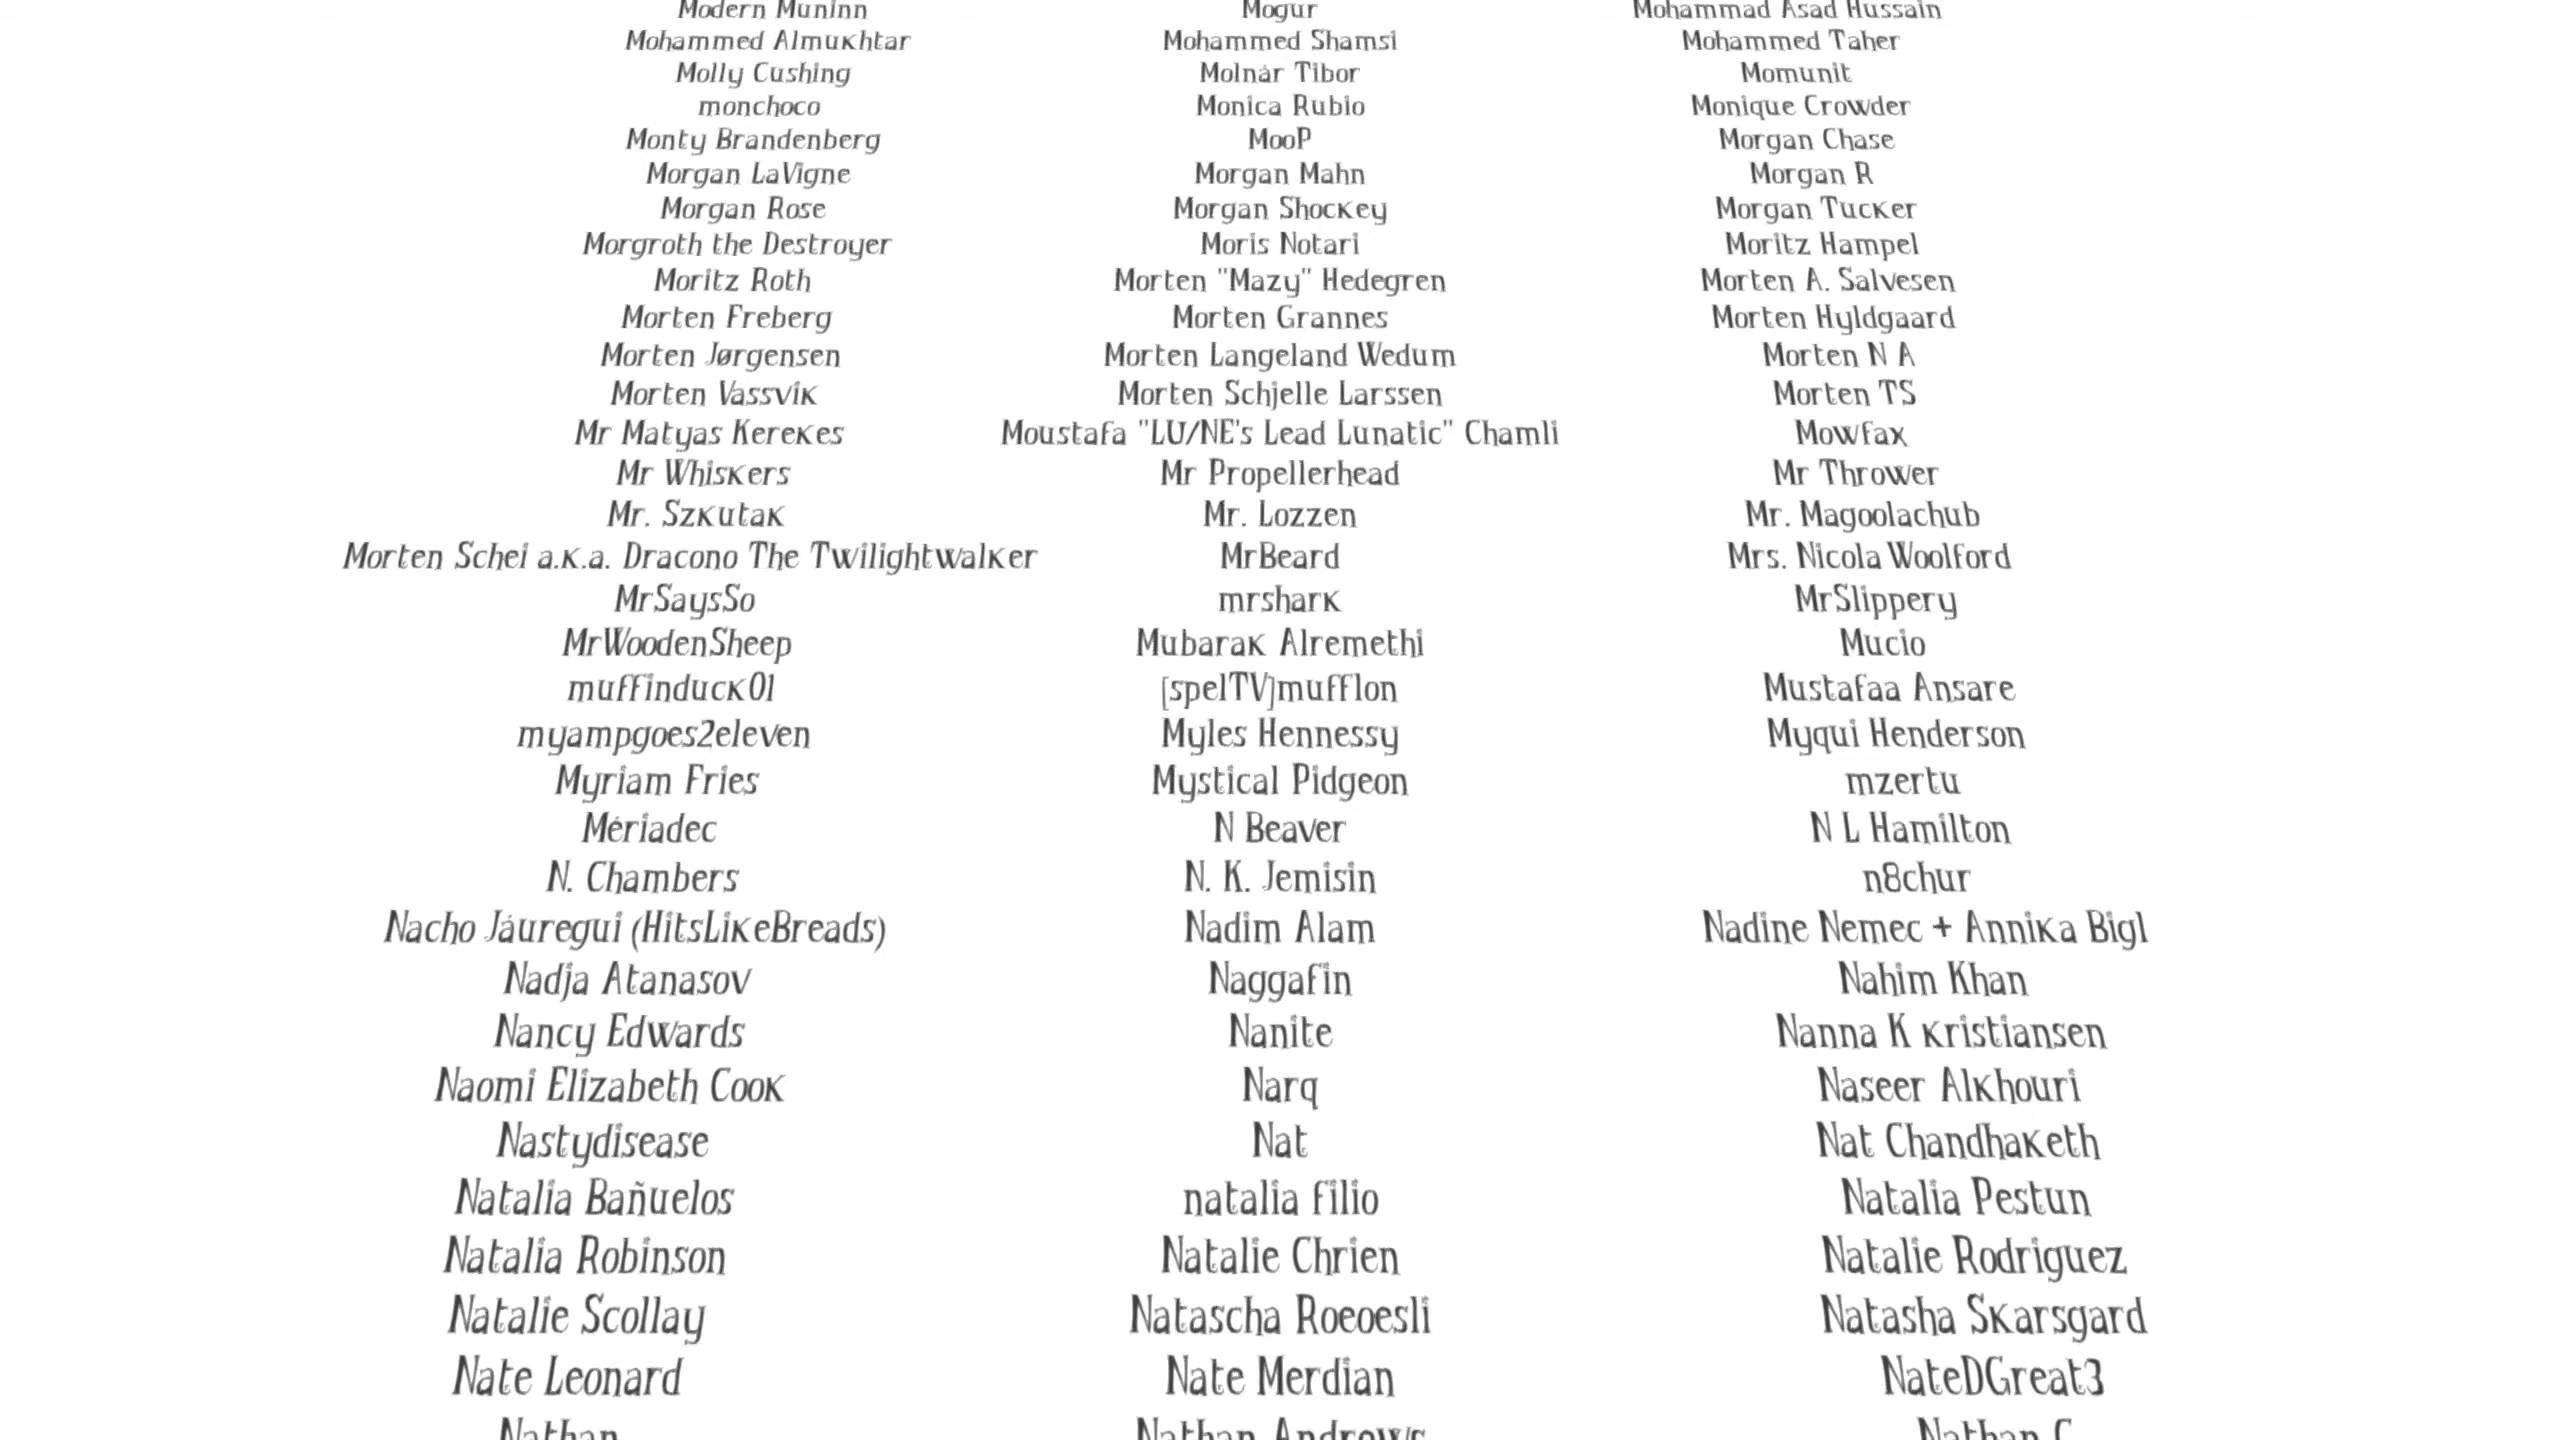 Modern Muninn Mogur Mohammad Asad Hussain
Mohammed Almukhtar Mohammed Shamsi Mohammed Taher
Molly Cushing Molnár Tibor Momunit
monchoco Monica Rubio Monique Crowder
Monty Brandenberg MooP Morgan Chase
Morgan LaVigne Morgan Mahn Morgan R
Morgan Rose Morgan Shockey Morgan Tucker
Morgroth the Destroyer Moris Notari Moritz Hampel
Moritz Roth Morten "Mazy" Hedegren Morten A. Salvesen
Morten Freberg Morten Grannes Morten Hyldgaard
Morten Jørgensen Morten Langeland Wedum Morten N A
Morten Vassvik Morten Schjelle Larssen Morten TS
Mr Matyas Kerekes Moustafa "LU/NE's Lead Lunatic" Chamli Mowfax
Mr Whiskers Mr Propellerhead Mr Thrower
Mr. Szkutak Mr. Lozzen Mr. Magoolachub
Morten Schei a.k.a. Dracono The Twilightwalker MrBeard Mrs. Nicola Woolford
MrSaysSo mrshark MrSlippery
MrWoodenSheep Mubarak Alremethi Mucio
muffinduck01 [spelTV]mufflon Mustafaa Ansare
myampgoes2eleven Myles Hennessy Myqui Henderson
Myriam Fries Mystical Pidgeon mzertu
Mériadec N Beaver N L Hamilton
N. Chambers N. K. Jemisin n8chur
Nacho Jáuregui (HitsLikeBreads) Nadim Alam Nadine Nemec + Annika Bigl
Nadja Atanasov Naggafin Nahim Khan
Nancy Edwards Nanite Nanna K kristiansen
Naomi Elizabeth Cook Narq Naseer Alkhouri
Nastydisease Nat Nat Chandhaketh
Natalia Bañuelos natalia filio Natalia Pestun
Natalia Robinson Natalie Chrien Natalie Rodriguez
Natalie Scollay Natascha Roeoesli Natasha Skarsgard
Nate Leonard Nate Merdian NateDGreat3
Nathan Nathan Andrews Nathan C